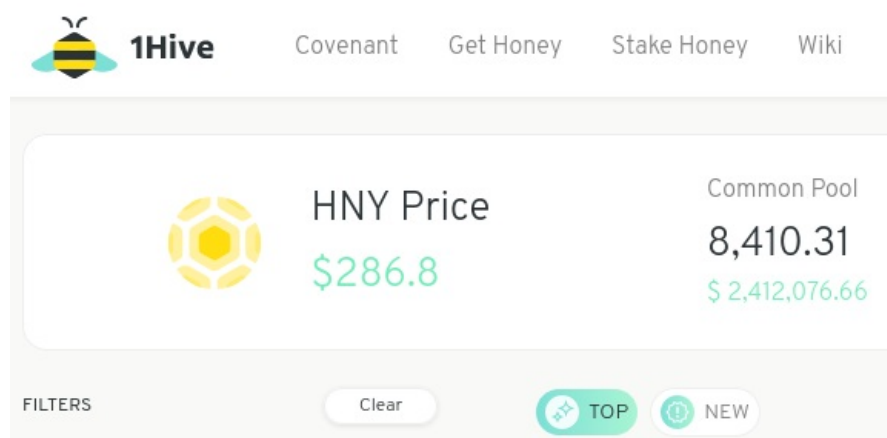 1Hive Covenant Get Honey Stake Honey Wiki
HNY Price
$286.8
Common Pool
8,410.31
$ 2,412,076.66
FILTERS Clear TOP NEW